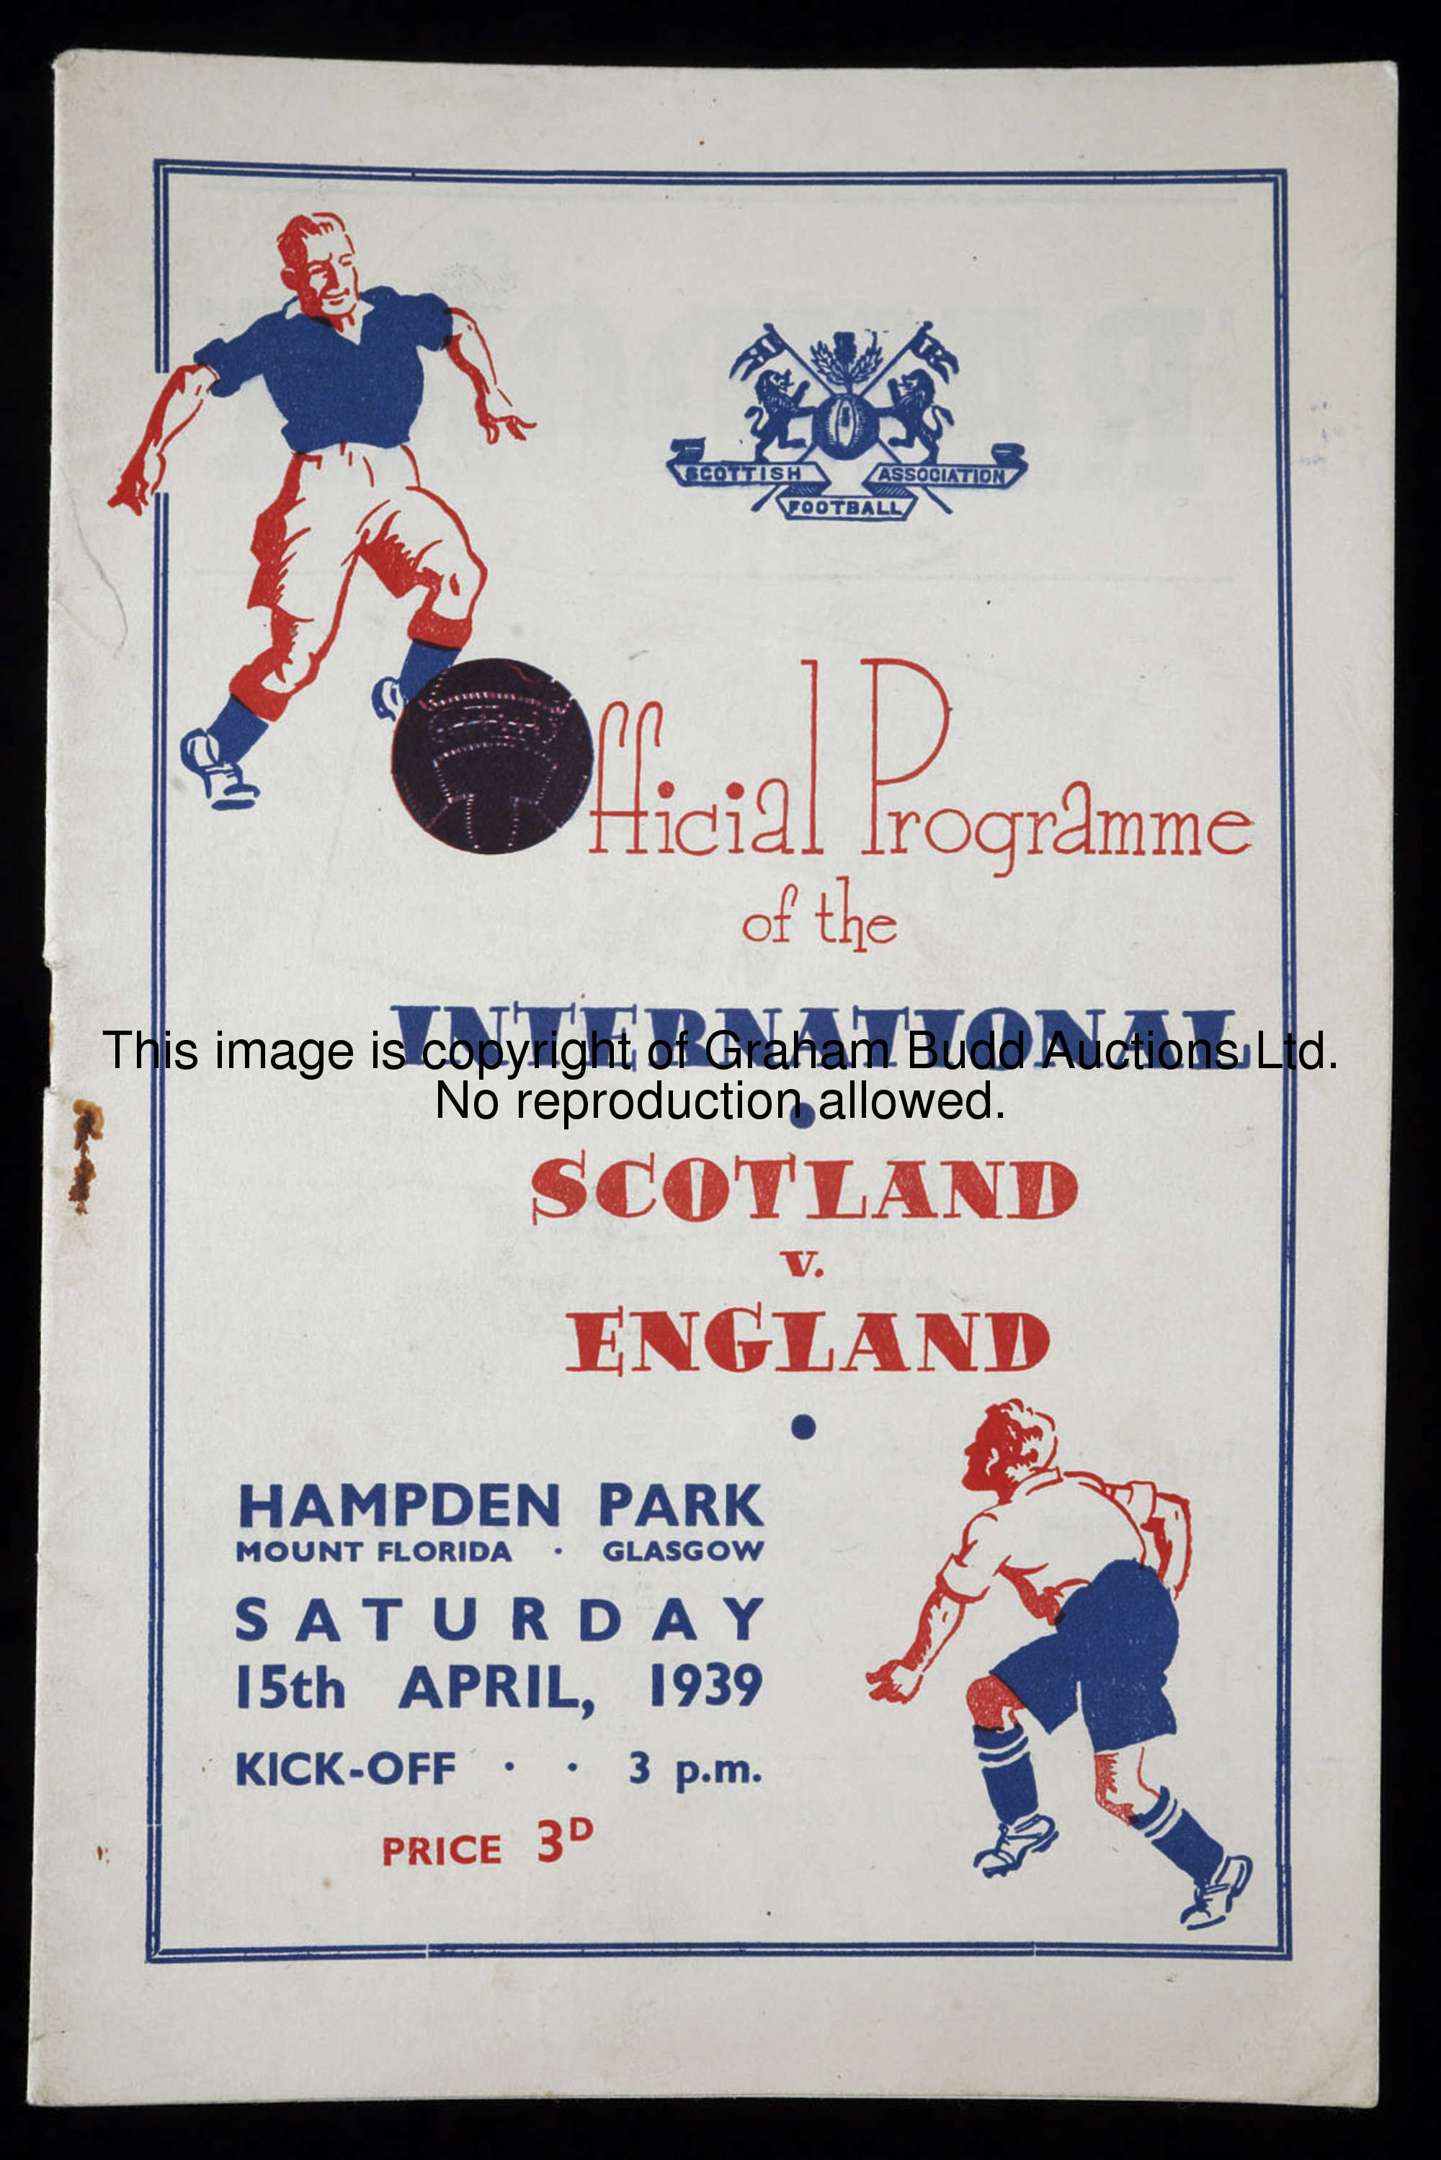 SCOTTISH ASSOCIATION
FOOTBALL
Official Programme
of the
INTERNATIONAL
This image is copyright of Graham Budd Auctions Ltd.
No reproduction allowed.
SCOTLAND
v.
ENGLAND
HAMPDEN PARK
MOUNT FLORIDA · GLASGOW
SATURDAY
15th APRIL, 1939
KICK-OFF · · 3 p.m.
PRICE 3D